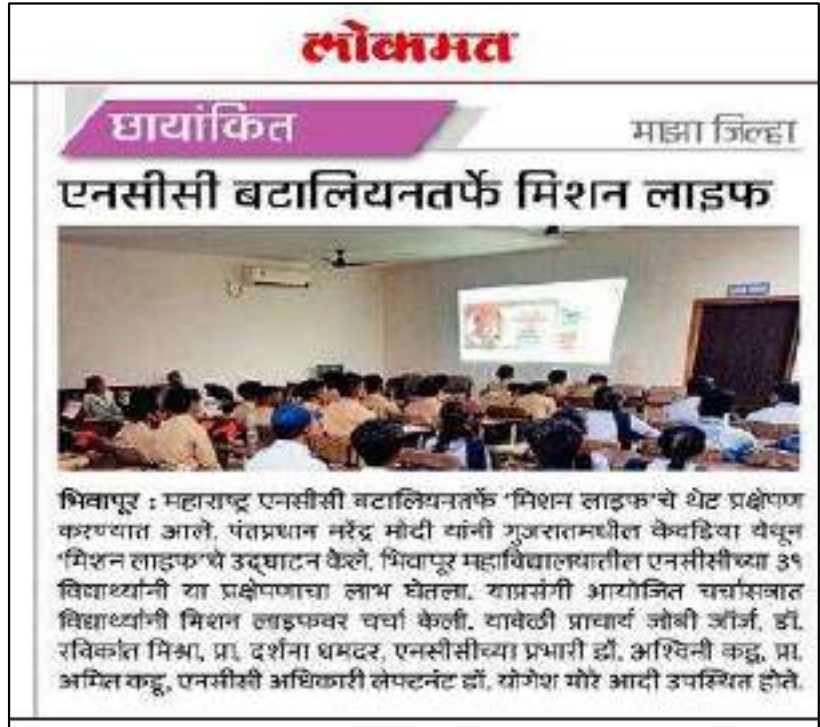 लोकमत
छायांकित
माझा जिल्हा
एनसीसी बटालियनतर्फे मिशन लाइफ
भिवापूर : महाराष्ट्र एनसीसी बटालियनतर्फे 'मिशन लाइफ'चे थेट प्रक्षेपण
करण्यात आले. पंतप्रधान नरेंद्र मोदी यांनी गुजरातमधील केवडिया येथून
'मिशन लाइफ'चे उद्घाटन केले. भिवापूर महाविद्यालयातील एनसीसीच्या ३९
विद्यार्थ्यांनी या प्रक्षेपणाचा लाभ घेतला. याप्रसंगी आयोजित चर्चासत्रात
विद्यार्थ्यांनी मिशन लाइफवर चर्चा केली. यावेळी प्राचार्य जोबी जॉर्ज, डॉ.
रविकांत मिश्रा, प्रा. दर्शना धमदर, एनसीसीच्या प्रभारी डॉ. अश्विनी कडू, प्रा.
अमित कडू, एनसीसी अधिकारी लेफ्टनंट डॉ. योगेश मोरे आदी उपस्थित होते.